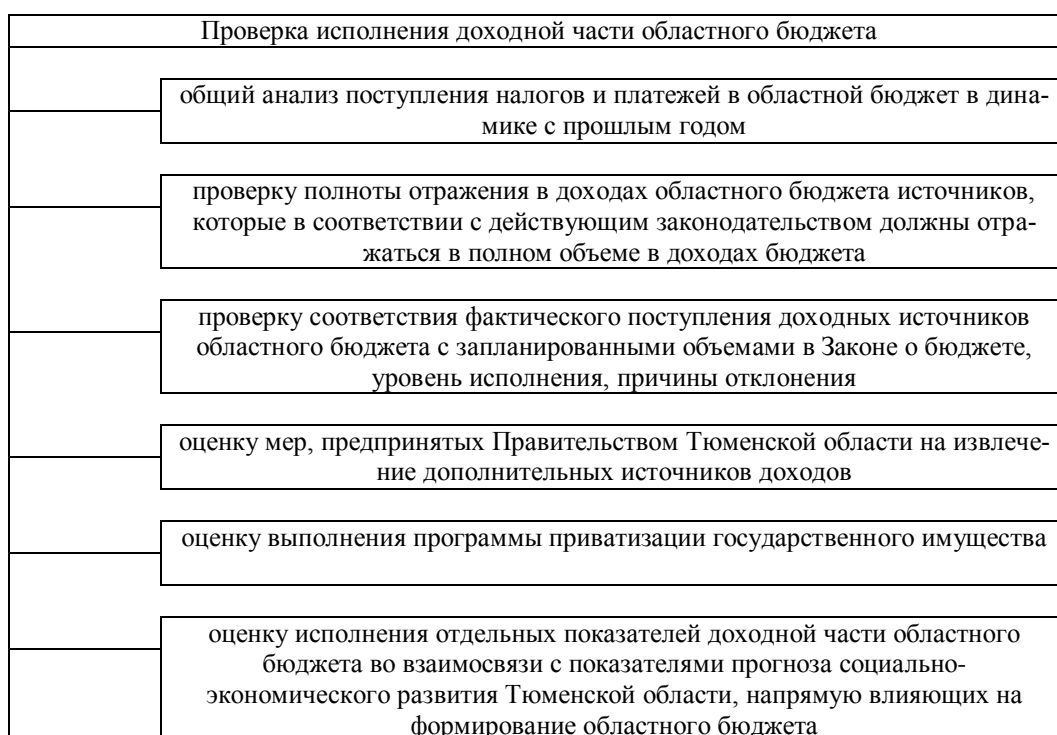 Проверка исполнения доходной части областного бюджета
общий анализ поступления налогов и платежей в областной бюджет в дина-
мике с прошлым годом
проверку полноты отражения в доходах областного бюджета источников,
которые в соответствии с действующим законодательством должны отра-
жаться в полном объеме в доходах бюджета
проверку соответствия фактического поступления доходных источников
областного бюджета с запланированными объемами в Законе о бюджете,
уровень исполнения, причины отклонения
оценку мер, предпринятых Правительством Тюменской области на извлече-
ние дополнительных источников доходов
оценку выполнения программы приватизации государственного имущества
оценку исполнения отдельных показателей доходной части областного
бюджета во взаимосвязи с показателями прогноза социально-
экономического развития Тюменской области, напрямую влияющих на
формирование областного бюджета